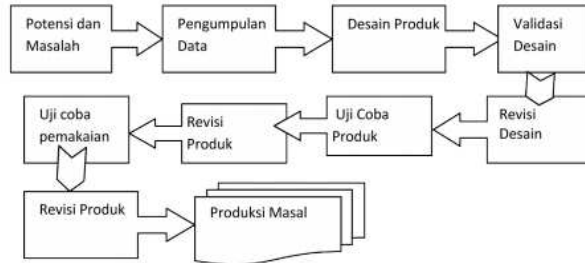 Potensi dan
Masalah
Pengumpulan
Data
Desain Produk
Validasi
Desain
Revisi
Desain
Uji Coba
Produk
Revisi
Produk
Uji coba
pemakaian
Revisi Produk
Produksi Masal